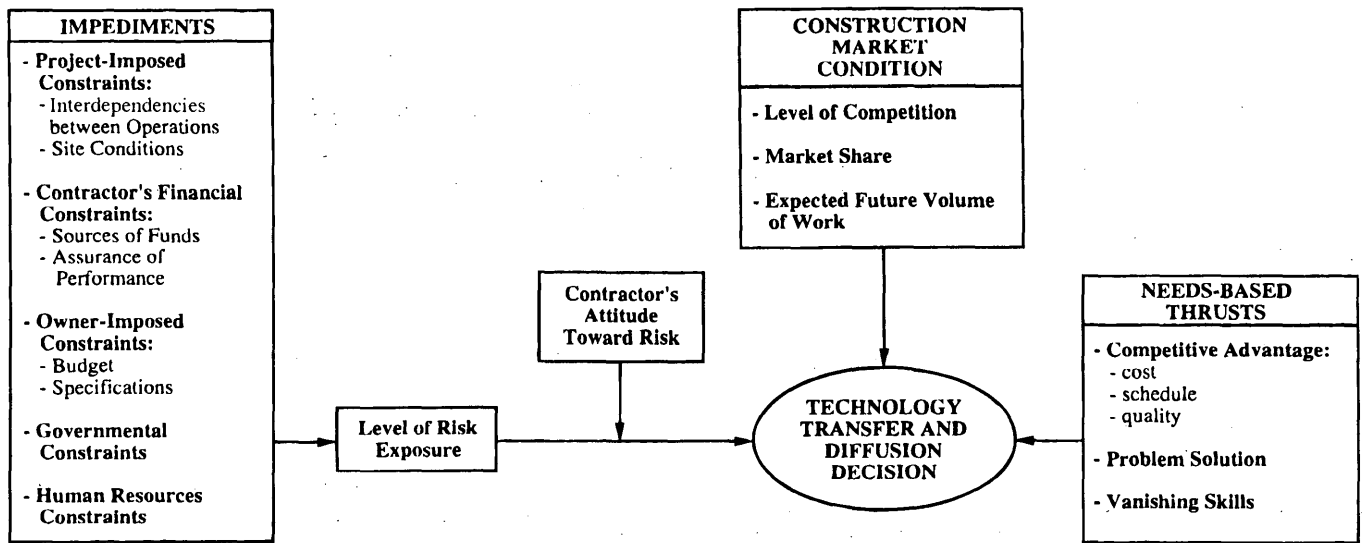 IMPEDIMENTS
- Project-Imposed
Constraints:
- Interdependencies
between Operations
- Site Conditions
- Contractor's Financial
Constraints:
- Sources of Funds
- Assurance of
Performance
- Owner-Imposed
Constraints:
- Budget
- Specifications
- Governmental
Constraints
- Human Resources
Constraints
Level of Risk
Exposure
Contractor's
Attitude
Toward Risk
CONSTRUCTION
MARKET
CONDITION
- Level of Competition
- Market Share
- Expected Future Volume
of Work
TECHNOLOGY
TRANSFER AND
DIFFUSION
DECISION
NEEDS-BASED
THRUSTS
- Competitive Advantage:
- cost
- schedule
- quality
- Problem Solution
- Vanishing Skills